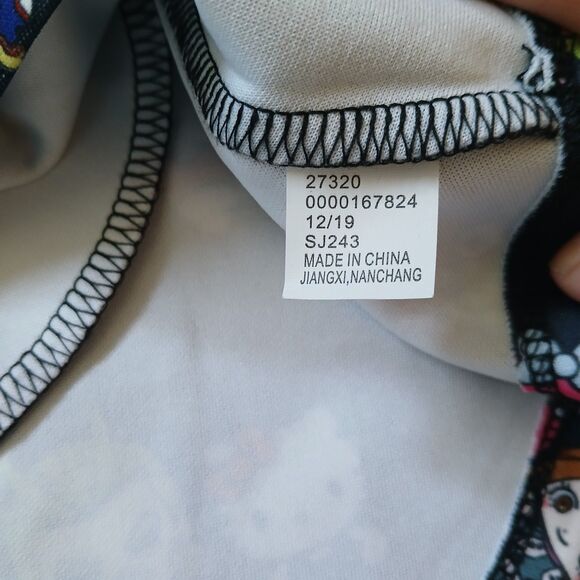 27320
0000167824
12/19
SJ243
MADE IN CHINA
JIANGXI,NANCHANG